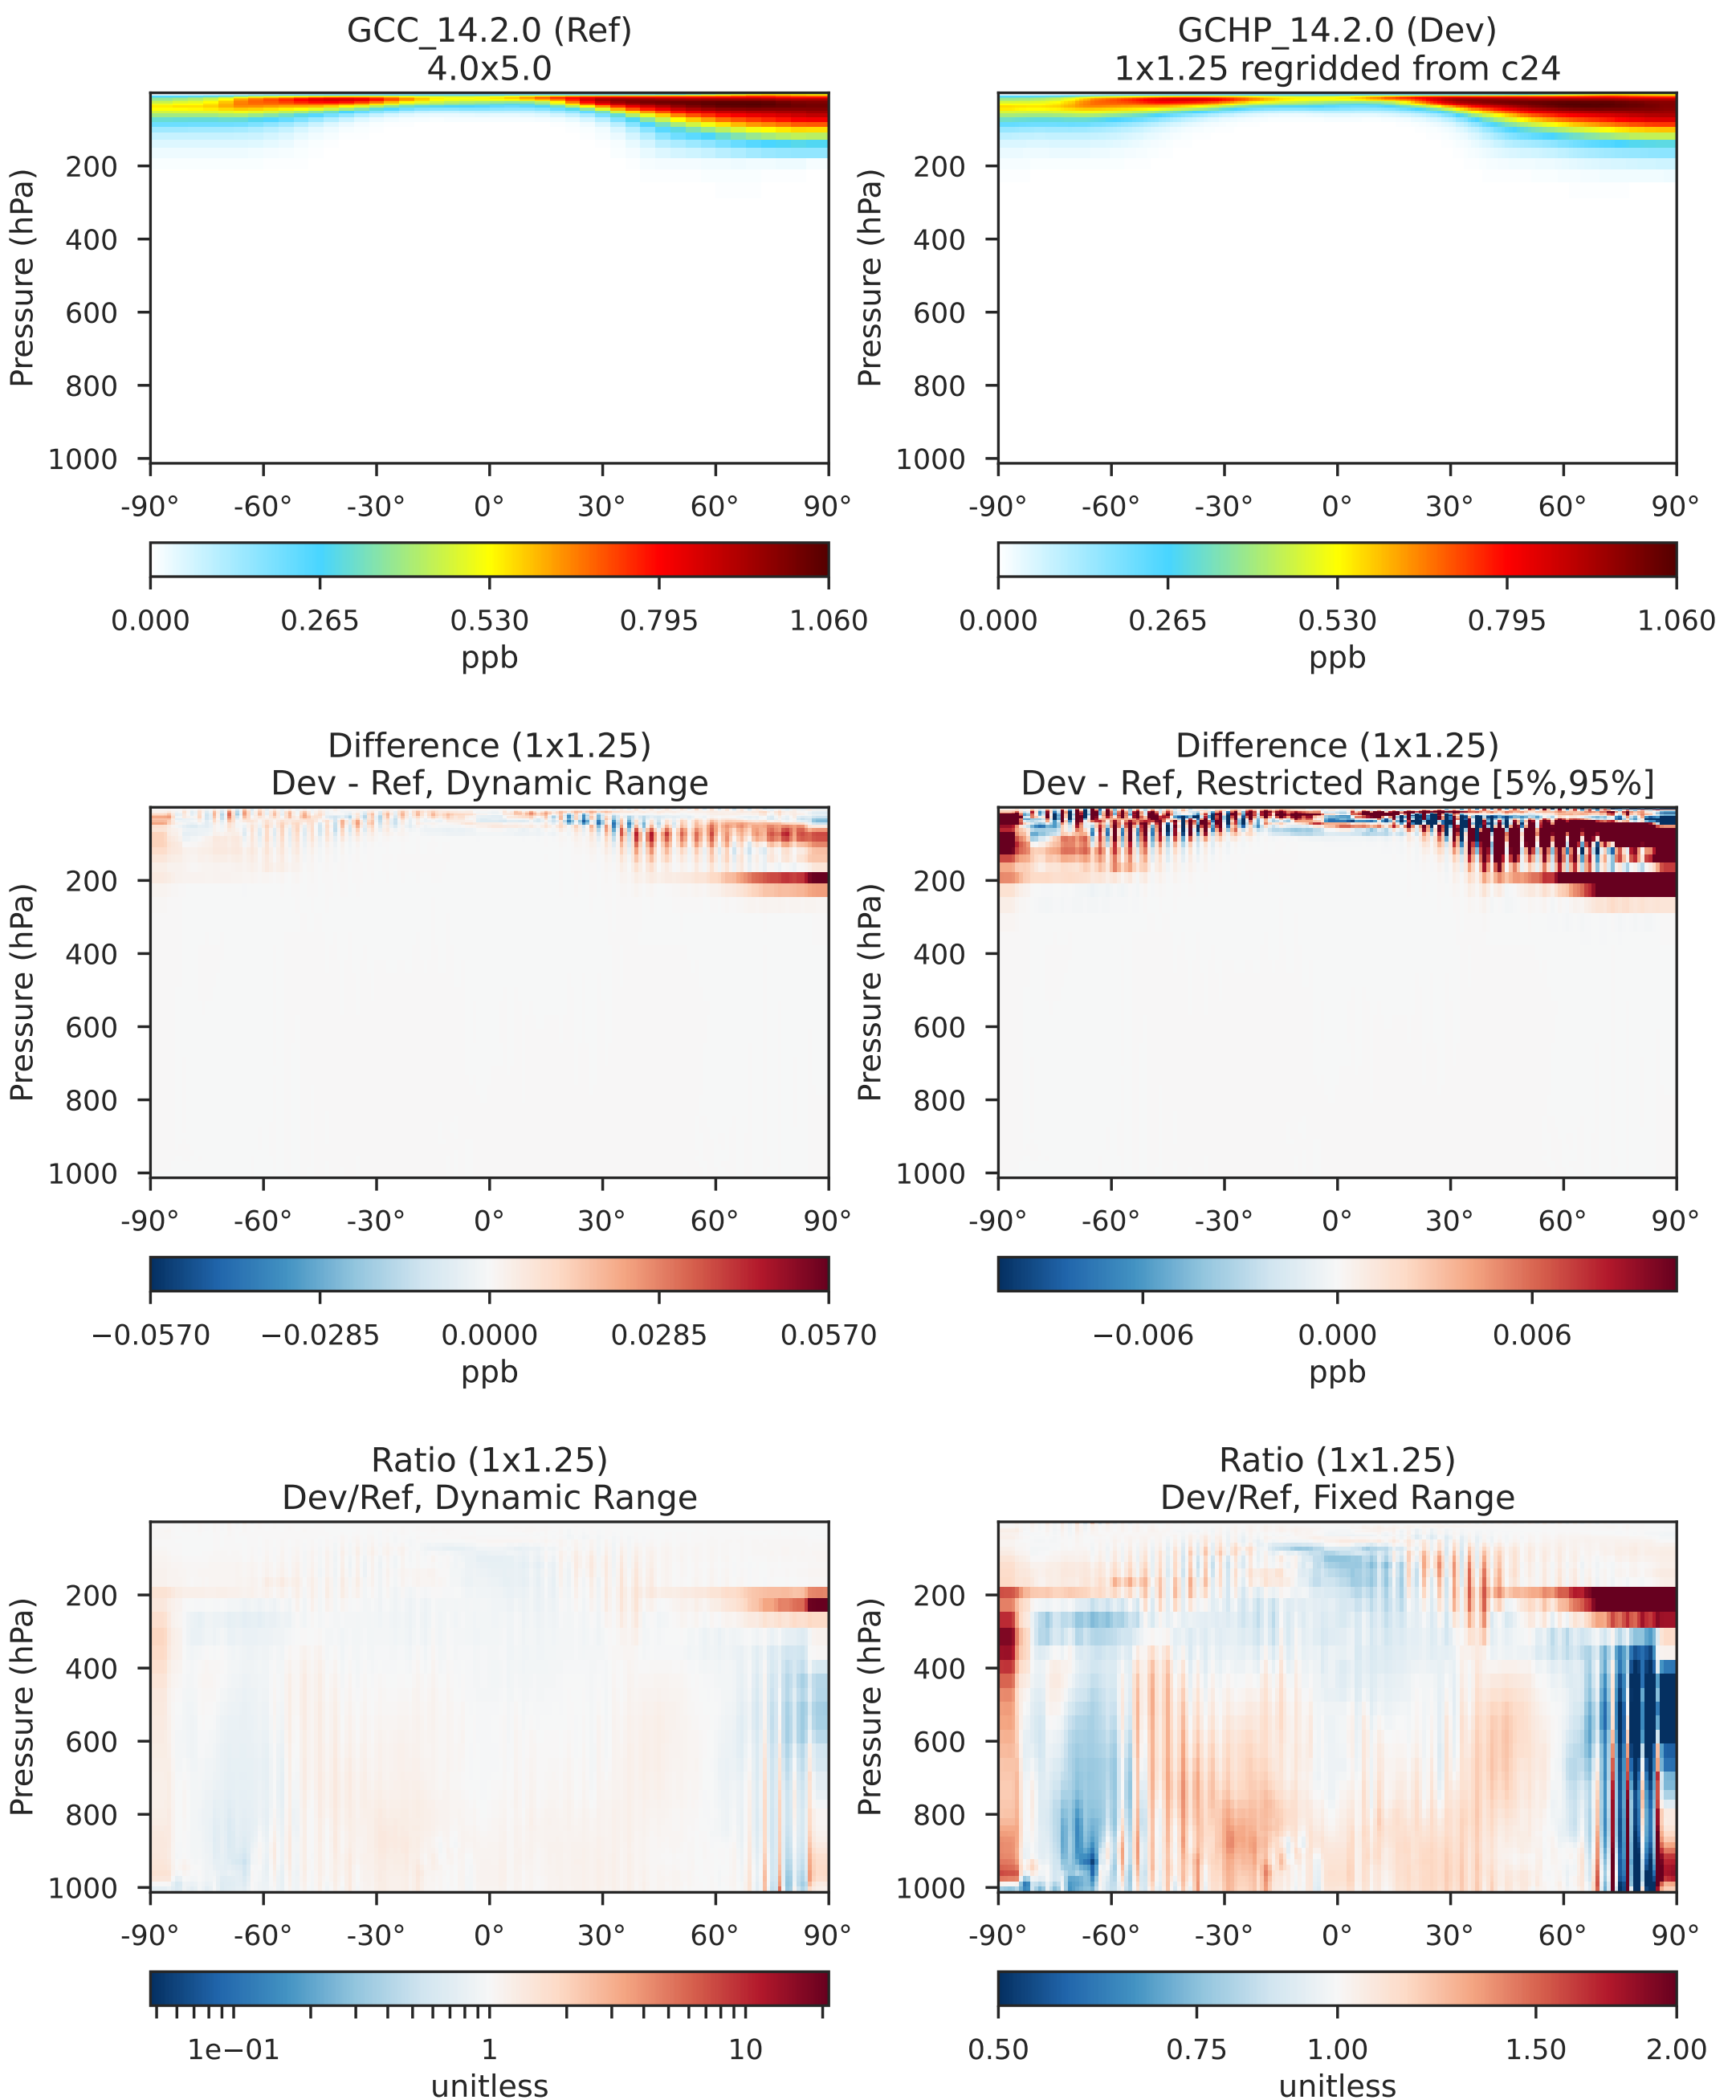 GCC_14.2.0 (Ref)
4.0x5.0
Pressure (hPa)
200
400
600
800
1000
-90° -60° -30° 0° 30° 60° 90°
0.000 0.265 0.530 0.795 1.060
ppb
GCHP_14.2.0 (Dev)
1x1.25 regridded from c24
Pressure (hPa)
200
400
600
800
1000
-90° -60° -30° 0° 30° 60° 90°
0.000 0.265 0.530 0.795 1.060
ppb
Difference (1x1.25)
Dev - Ref, Dynamic Range
Pressure (hPa)
200
400
600
800
1000
-90° -60° -30° 0° 30° 60° 90°
−0.0570 −0.0285 0.0000 0.0285 0.0570
ppb
Difference (1x1.25)
Dev - Ref, Restricted Range [5%,95%]
Pressure (hPa)
200
400
600
800
1000
-90° -60° -30° 0° 30° 60° 90°
−0.006 0.000 0.006
ppb
Ratio (1x1.25)
Dev/Ref, Dynamic Range
Pressure (hPa)
200
400
600
800
1000
-90° -60° -30° 0° 30° 60° 90°
1e−01 1 10
unitless
Ratio (1x1.25)
Dev/Ref, Fixed Range
Pressure (hPa)
200
400
600
800
1000
-90° -60° -30° 0° 30° 60° 90°
0.50 0.75 1.00 1.50 2.00
unitless